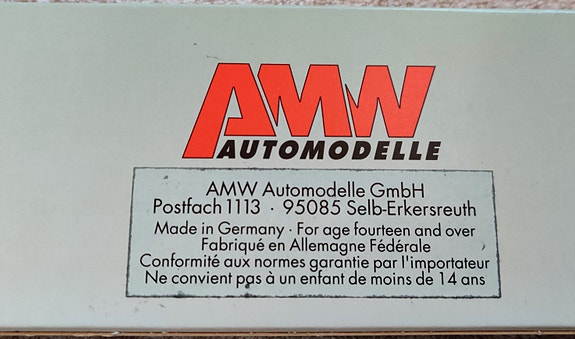 AMW
AUTOMODELLE
AMW Automodelle GmbH
Postfach 1113 · 95085 Selb-Erkersreuth
Made in Germany · For age fourteen and over
Fabriqué en Allemagne Fédérale
Conformité aux normes garantie par l'importateur
Ne convient pas à un enfant de moins de 14 ans